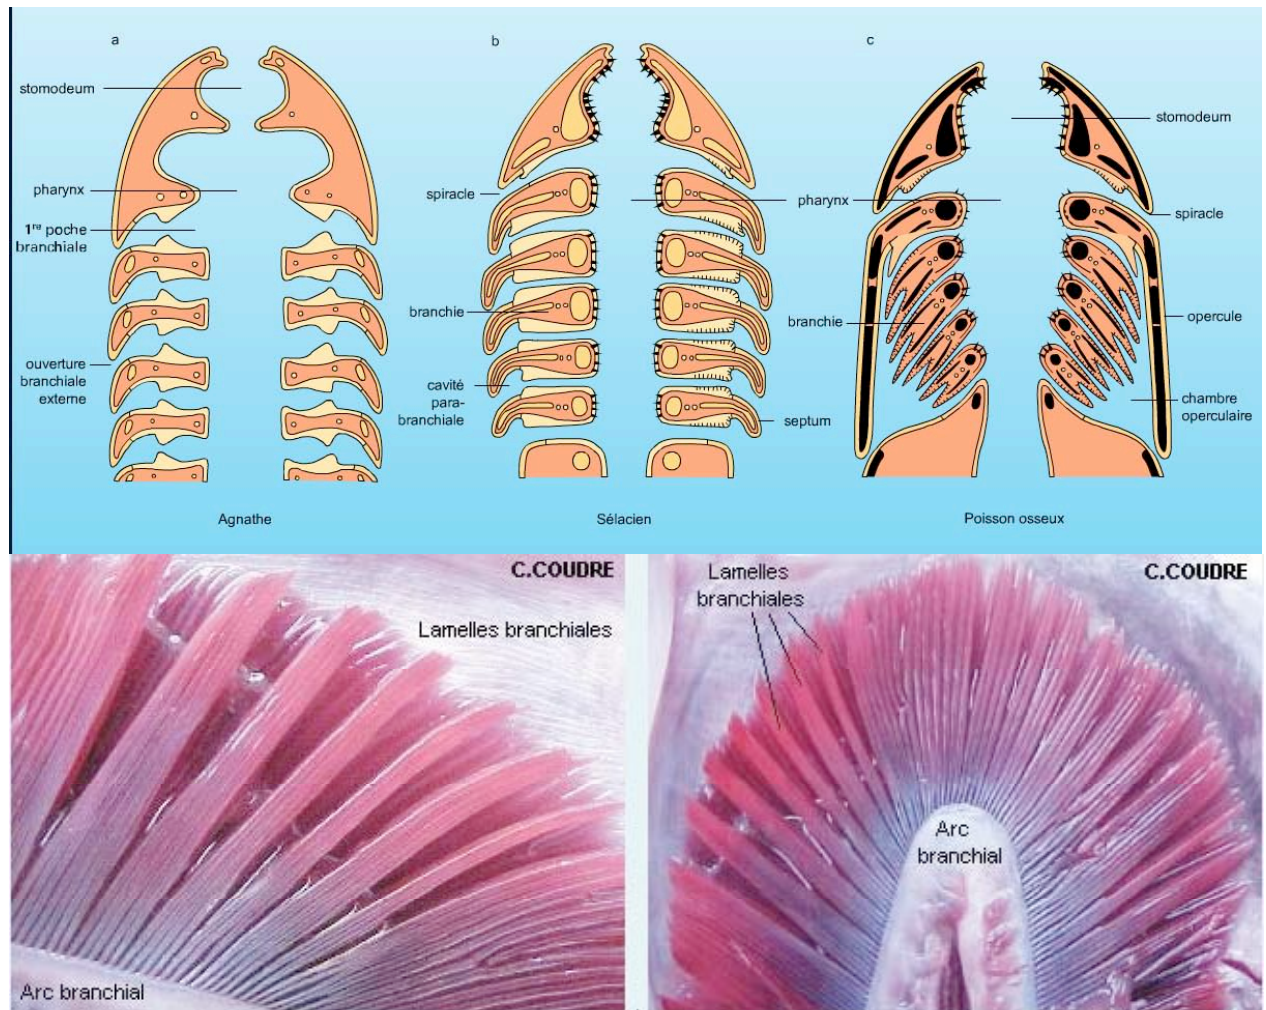 a
stomodeum
pharynx
1re poche
branchiale
ouverture
branchiale
externe
Agnathe
b
spiracle
branchie
cavité
para-
branchiale
pharynx
septum
Sélacien
c
stomodeum
spiracle
branchie
opercule
chambre
operculaire
Poisson osseux
C.COUDRE
Lamelles branchiales
Arc branchial
Lamelles
branchiales
C.COUDRE
Arc
branchial